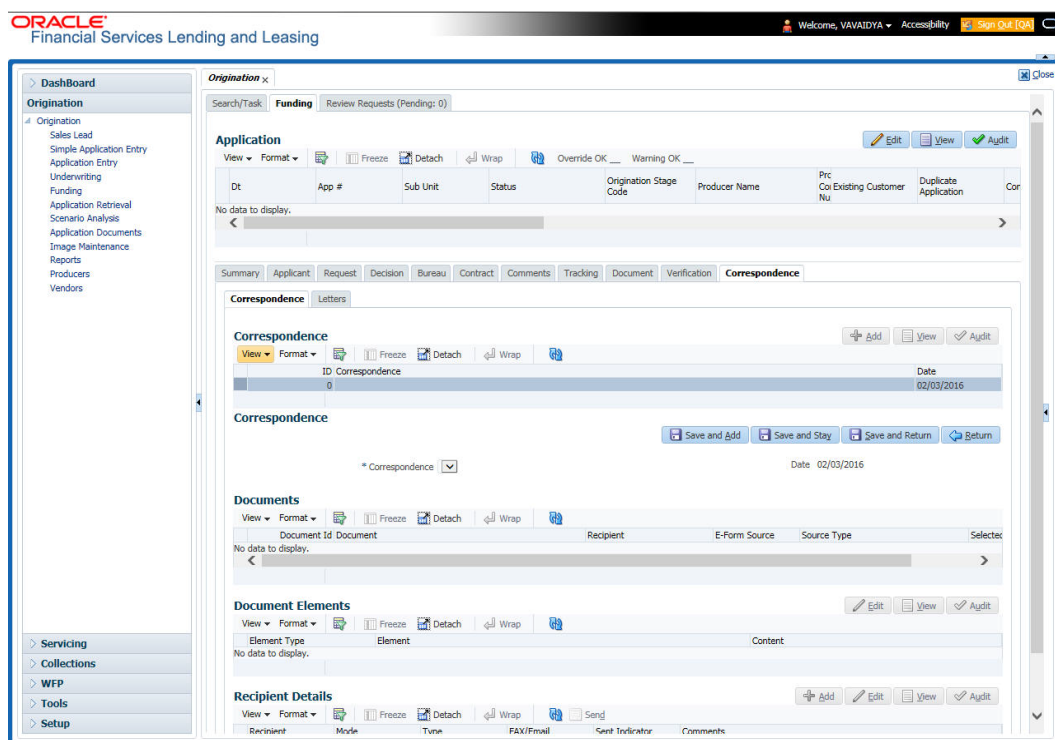 ORACLE
Financial Services Lending and Leasing
Welcome, VAVAIDYA Accessibility Sign Out [QA]
Close
DashBoard
Origination
Origination
Sales Lead
Simple Application Entry
Application Entry
Underwriting
Funding
Application Retrieval
Scenario Analysis
Application Documents
Image Maintenance
Reports
Producers
Vendors
Servicing
Collections
WFP
Tools
Setup
Origination x
Search/Task Funding Review Requests (Pending: 0)
Application
Edit View Audit
View Format Freeze Detach Wrap Override OK __ Warning OK __
Dt App # Sub Unit Status Origination Stage Code Producer Name Prc Coi Nu Existing Customer Duplicate Application Cor
No data to display.
Summary Applicant Request Decision Bureau Contract Comments Tracking Document Verification Correspondence
Correspondence Letters
Correspondence
Add View Audit
View Format Freeze Detach Wrap
ID Correspondence Date
0 02/03/2016
Correspondence
Save and Add Save and Stay Save and Return Return
* Correspondence Date 02/03/2016
Documents
View Format Freeze Detach Wrap
Document Id Document Recipient E-Form Source Source Type Selected
No data to display.
Document Elements
Edit View Audit
View Format Freeze Detach Wrap
Element Type Element Content
No data to display.
Recipient Details
Add Edit View Audit
View Format Freeze Detach Wrap Send
Recipient Mode Type FAX/Email Sent Indicator Comments